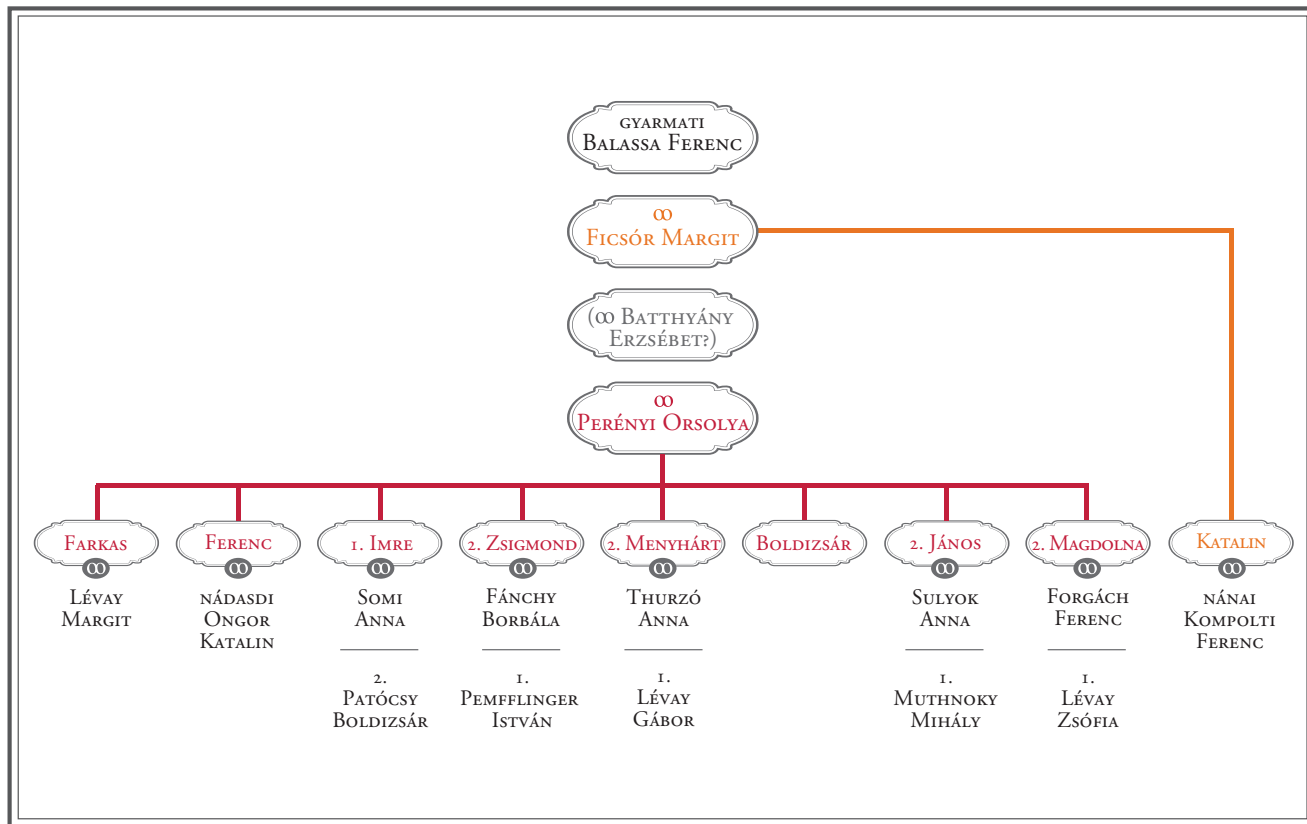 GYARMATI
BALASSA FERENC
∞
FICSÓR MARGIT
(∞ BATTHYÁNY
ERZSÉBET?)
∞
PERÉNYI ORSOLYA
FARKAS
∞
LÉVAY
MARGIT
FERENC
∞
NÁDASDI
ONGOR
KATALIN
1. IMRE
∞
SOMI
ANNA
2.
PATÓCSY
BOLDIZSÁR
2. ZSIGMOND
∞
FÁNCHY
BORBÁLA
1.
PEMFFLINGER
ISTVÁN
2. MENYHÁRT
∞
THURZÓ
ANNA
1.
LÉVAY
GÁBOR
BOLDIZSÁR
2. JÁNOS
∞
SULYOK
ANNA
1.
MUTHNOKY
MIHÁLY
2. MAGDOLNA
∞
FORGÁCH
FERENC
1.
LÉVAY
ZSÓFIA
KATALIN
∞
NÁNAI
KOMPOLTI
FERENC